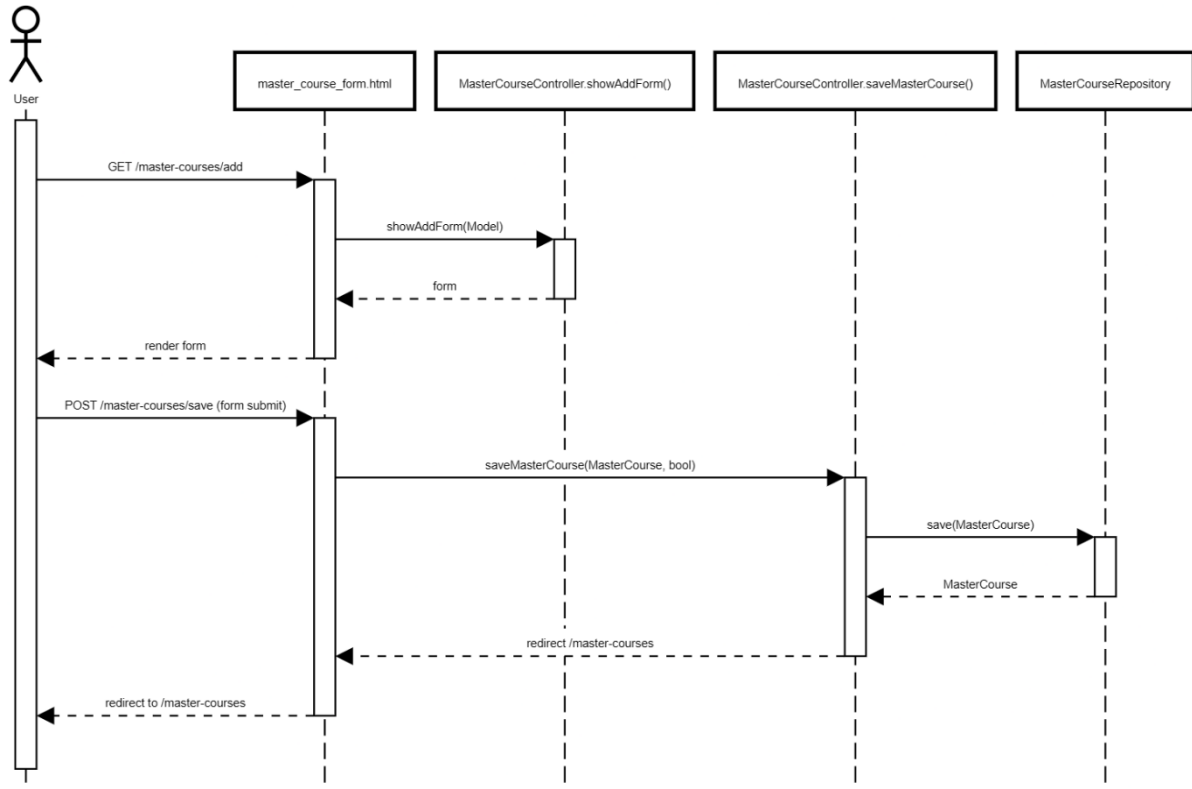 User
master_course_form.html
MasterCourseController.showAddForm()
MasterCourseController.saveMasterCourse()
MasterCourseRepository
GET /master-courses/add
showAddForm(Model)
form
render form
POST /master-courses/save (form submit)
saveMasterCourse(MasterCourse, bool)
save(MasterCourse)
MasterCourse
redirect /master-courses
redirect to /master-courses